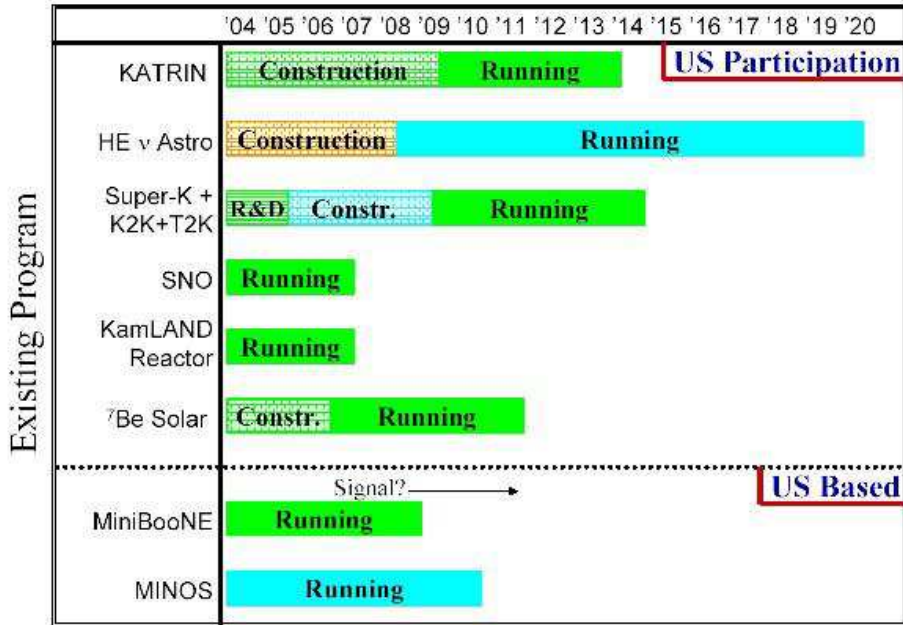 '04 '05 '06 '07 '08 '09 '10 '11 '12 '13 '14 '15 '16 '17 '18 '19 '20
KATRIN Construction Running US Participation
HE ν Astro Construction Running
Super-K +
K2K+T2K R&D Constr. Running
SNO Running
KamLAND
Reactor Running
⁷Be Solar Constr. Running
Existing Program
Signal? US Based
MiniBooNE Running
MINOS Running